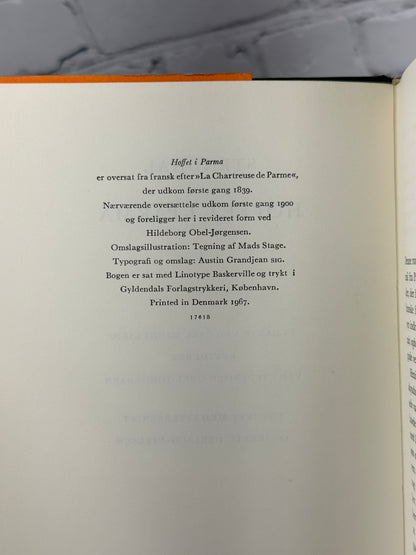 Hoffet i Parma
er oversat fra fransk efter »La Chartreuse de Parme«,
der udkom første gang 1839.
Nærværende oversættelse udkom første gang 1900
og foreligger her i revideret form ved
Hildeborg Obel-Jørgensen.
Omslagsillustration: Tegning af Mads Stage.
Typografi og omslag: Austin Grandjean SIG.
Bogen er sat med Linotype Baskerville og trykt i
Gyldendals Forlagstrykkeri, København.
Printed in Denmark 1967.
1761B